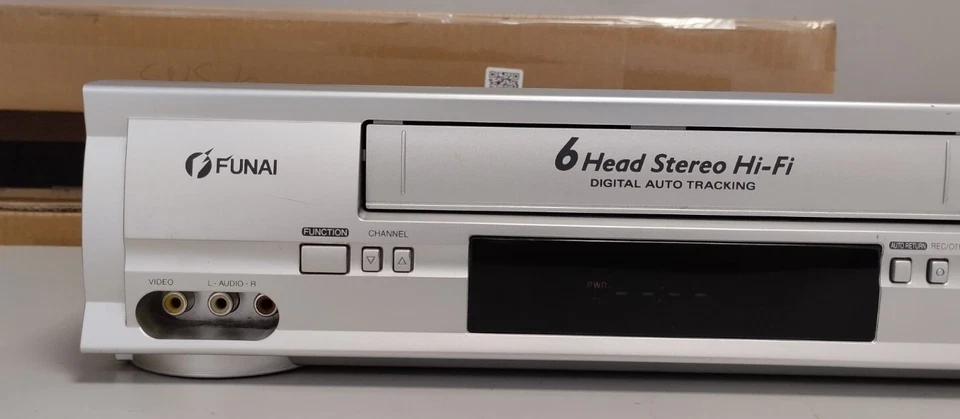 FUNAI
6 Head Stereo Hi-Fi
DIGITAL AUTO TRACKING
FUNCTION
CHANNEL
AUTO RETURN
VIDEO
L - AUDIO - R
PWR.